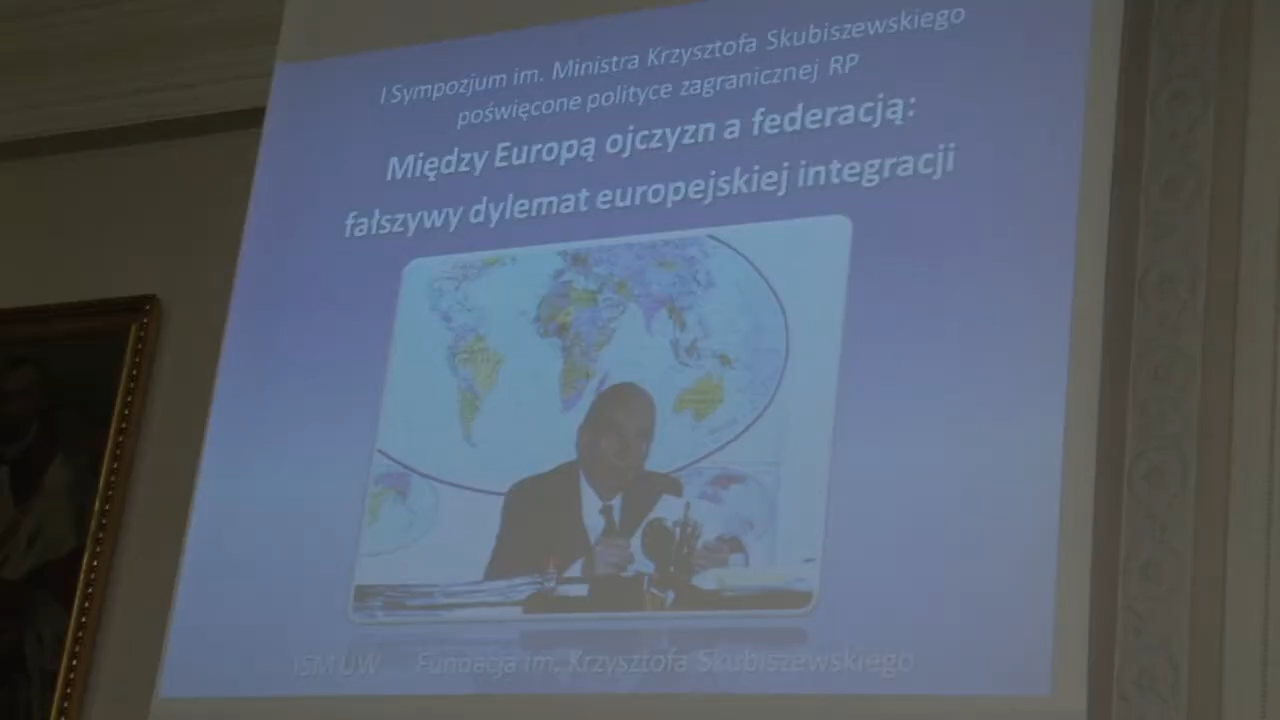 I Sympozjum im. Ministra Krzysztofa Skubiszewskiego
poświęcone polityce zagranicznej RP
Między Europą ojczyzn a federacją:
fałszywy dylemat europejskiej integracji
ISM UW Fundacja im. Krzysztofa Skubiszewskiego